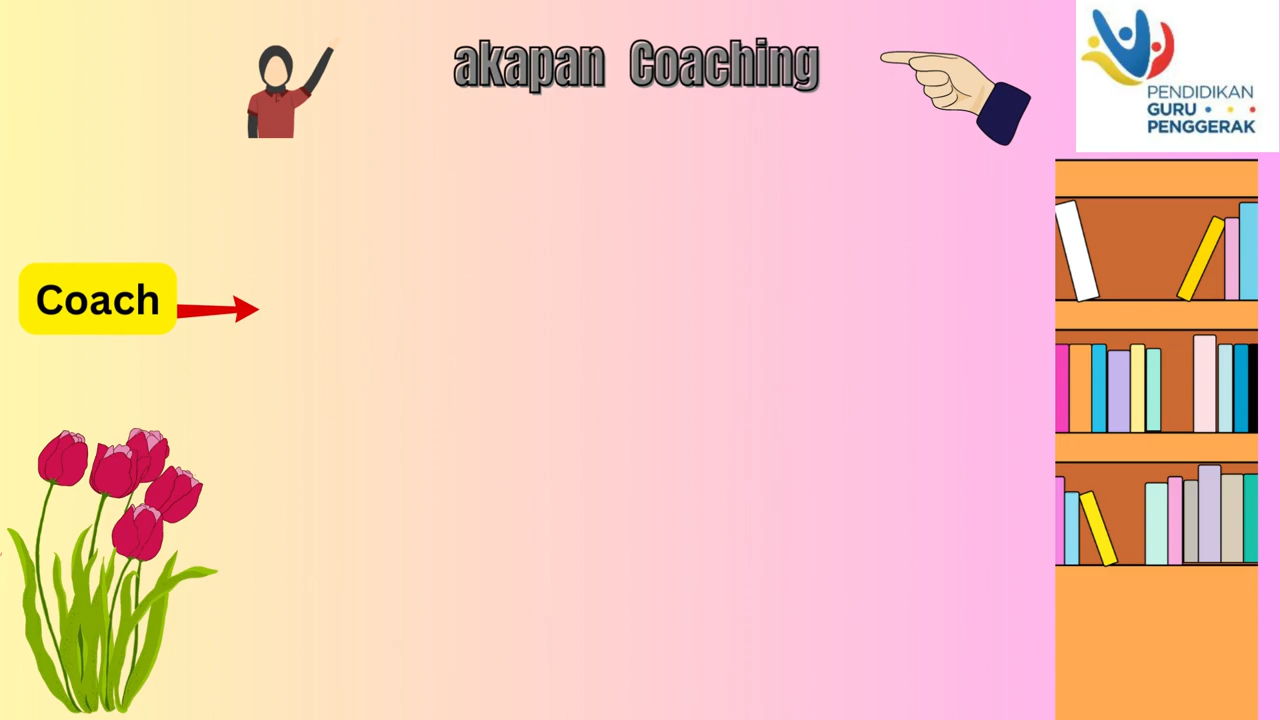 akapan Coaching
PENDIDIKAN
GURU
PENGGERAK
Coach